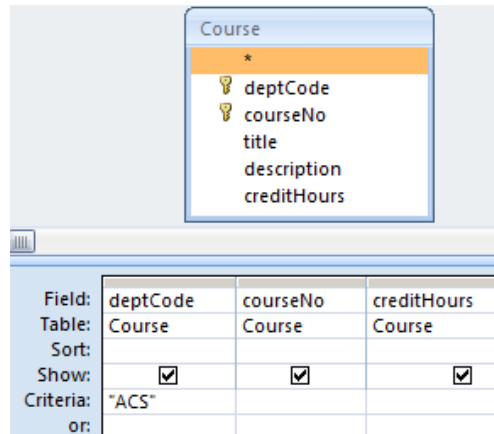 Course
*
deptCode
courseNo
title
description
creditHours
Field: deptCode courseNo creditHours
Table: Course Course Course
Sort:
Show:
Criteria: "ACS"
or: